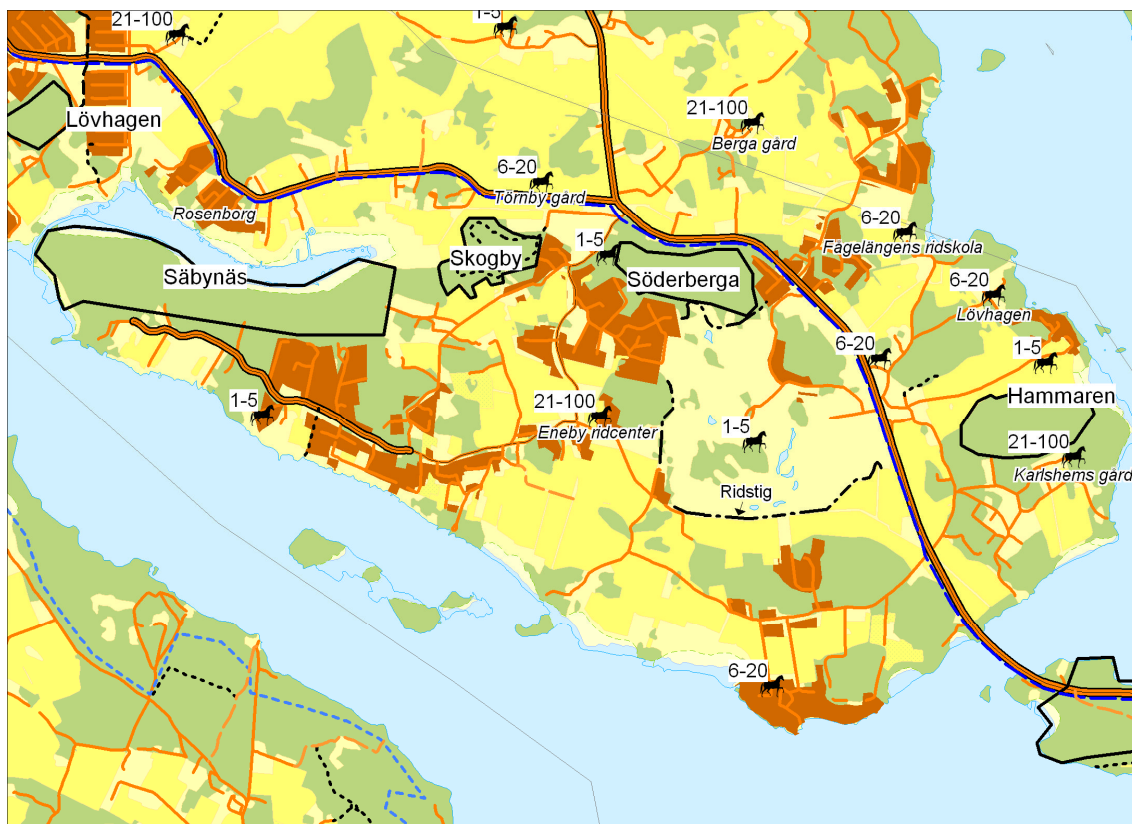 1-5
21-100
Lövhagen
21-100
Berga gård
6-20
Törnby gård
Rosenborg
6-20
Fågelängens ridskola
1-5
Skogby
Säbynäs
Söderberga
6-20
Lövhagen
6-20
1-5
Hammaren
1-5
21-100
Eneby ridcenter
1-5
21-100
Karlshems gård
Ridstig
6-20